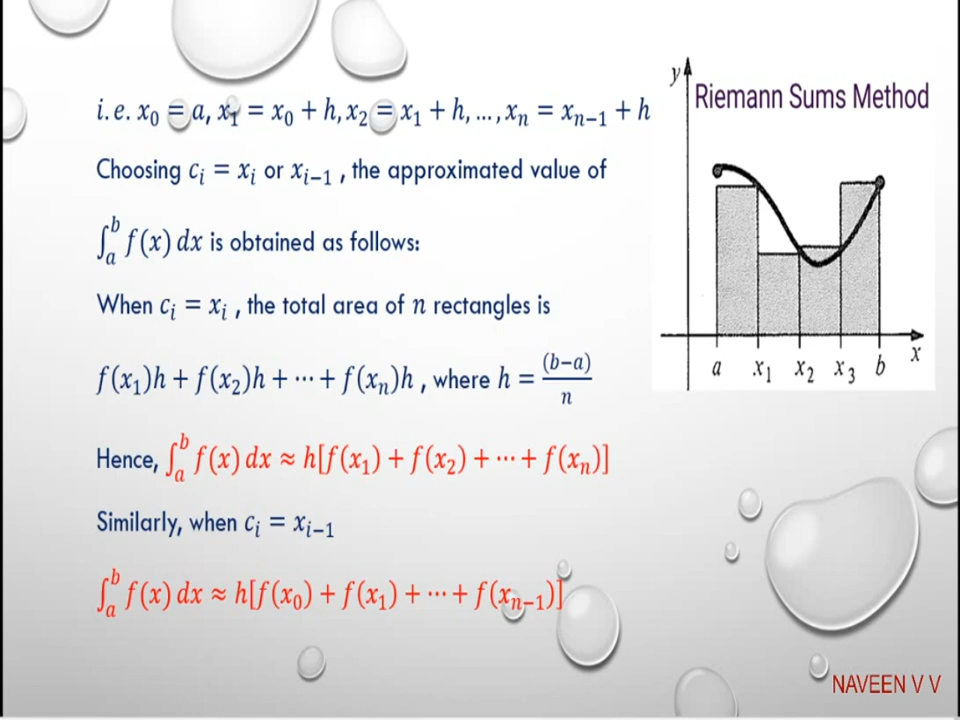 i.e. x₀ = a, x₁ = x₀ + h, x₂ = x₁ + h, ..., xₙ = xₙ₋₁ + h
Choosing cᵢ = xᵢ or xᵢ₋₁ , the approximated value of
∫ₐᵇ f(x) dx is obtained as follows:
When cᵢ = xᵢ , the total area of n rectangles is
f(x₁)h + f(x₂)h + ⋯ + f(xₙ)h , where h = (b−a)/n
Hence, ∫ₐᵇ f(x) dx ≈ h[f(x₁) + f(x₂) + ⋯ + f(xₙ)]
Similarly, when cᵢ = xᵢ₋₁
∫ₐᵇ f(x) dx ≈ h[f(x₀) + f(x₁) + ⋯ + f(xₙ₋₁)]
y
Riemann Sums Method
a x₁ x₂ x₃ b x
NAVEEN V V